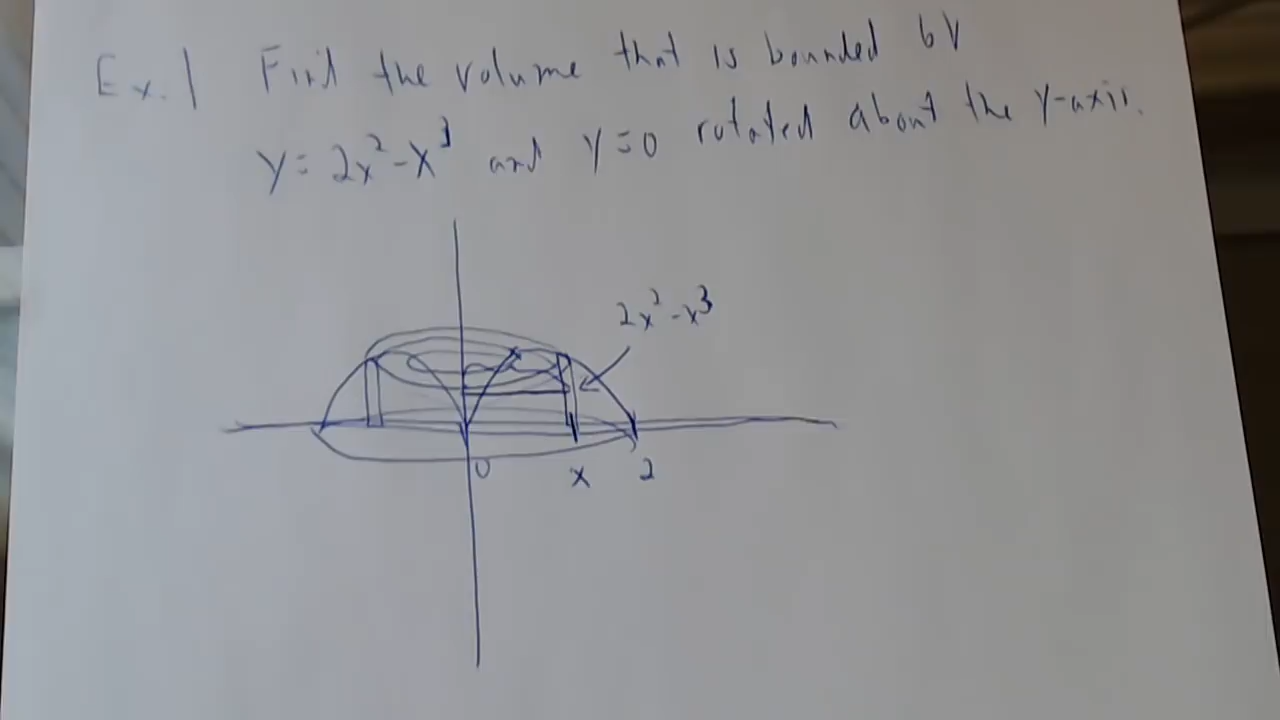 Ex. 1 Find the volume that is bounded by
y = 2x² - x³ and y = 0 rotated about the y-axis.
2x² - x³
0 x 2